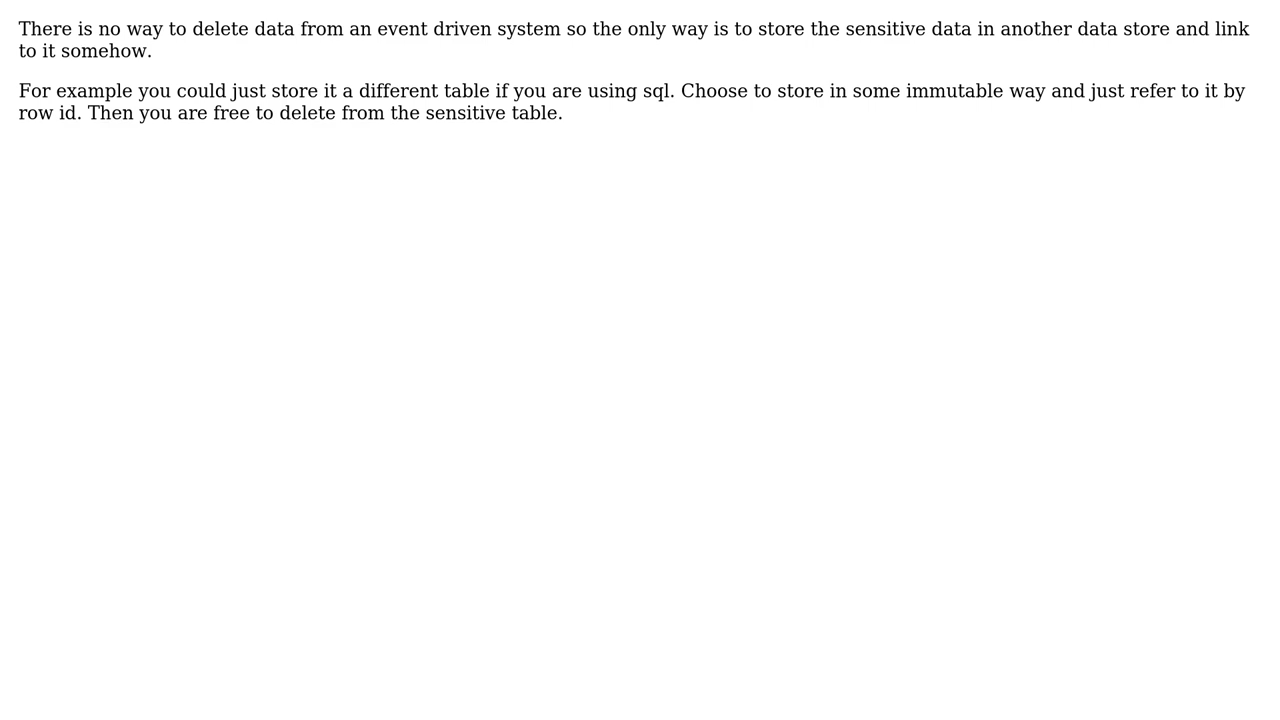 There is no way to delete data from an event driven system so the only way is to store the sensitive data in another data store and link
to it somehow.
For example you could just store it a different table if you are using sql. Choose to store in some immutable way and just refer to it by
row id. Then you are free to delete from the sensitive table.